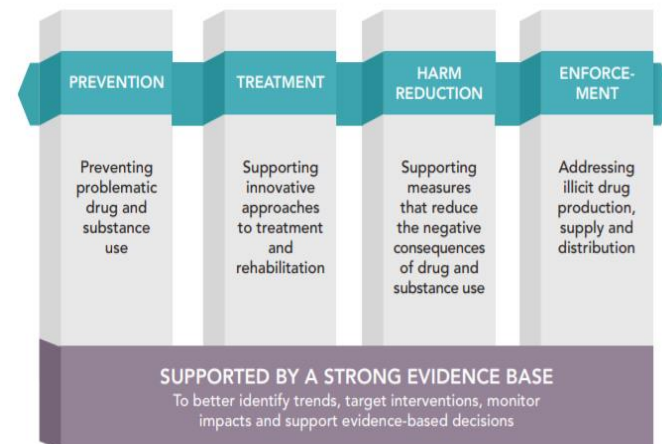 PREVENTION
Preventing
problematic
drug and
substance
use
TREATMENT
Supporting
innovative
approaches
to treatment
and
rehabilitation
HARM
REDUCTION
Supporting
measures
that reduce
the negative
consequences
of drug and
substance use
ENFORCE-
MENT
Addressing
illicit drug
production,
supply and
distribution
SUPPORTED BY A STRONG EVIDENCE BASE
To better identify trends, target interventions, monitor
impacts and support evidence-based decisions